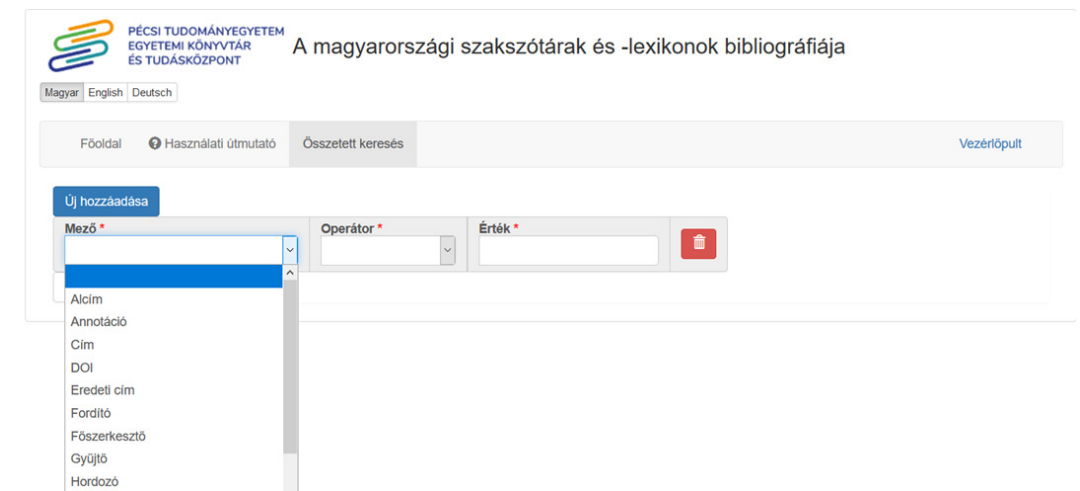 PÉCSI TUDOMÁNYEGYETEM
EGYETEMI KÖNYVTÁR
ÉS TUDÁSKÖZPONT
A magyarországi szakszótárak és -lexikonok bibliográfiája
Magyar English Deutsch
Főoldal Használati útmutató Összetett keresés Vezérlőpult
Új hozzáadása
Mező * Operátor * Érték *
Alcím
Annotáció
Cím
DOI
Eredeti cím
Fordító
Főszerkesztő
Gyűjtő
Hordozó